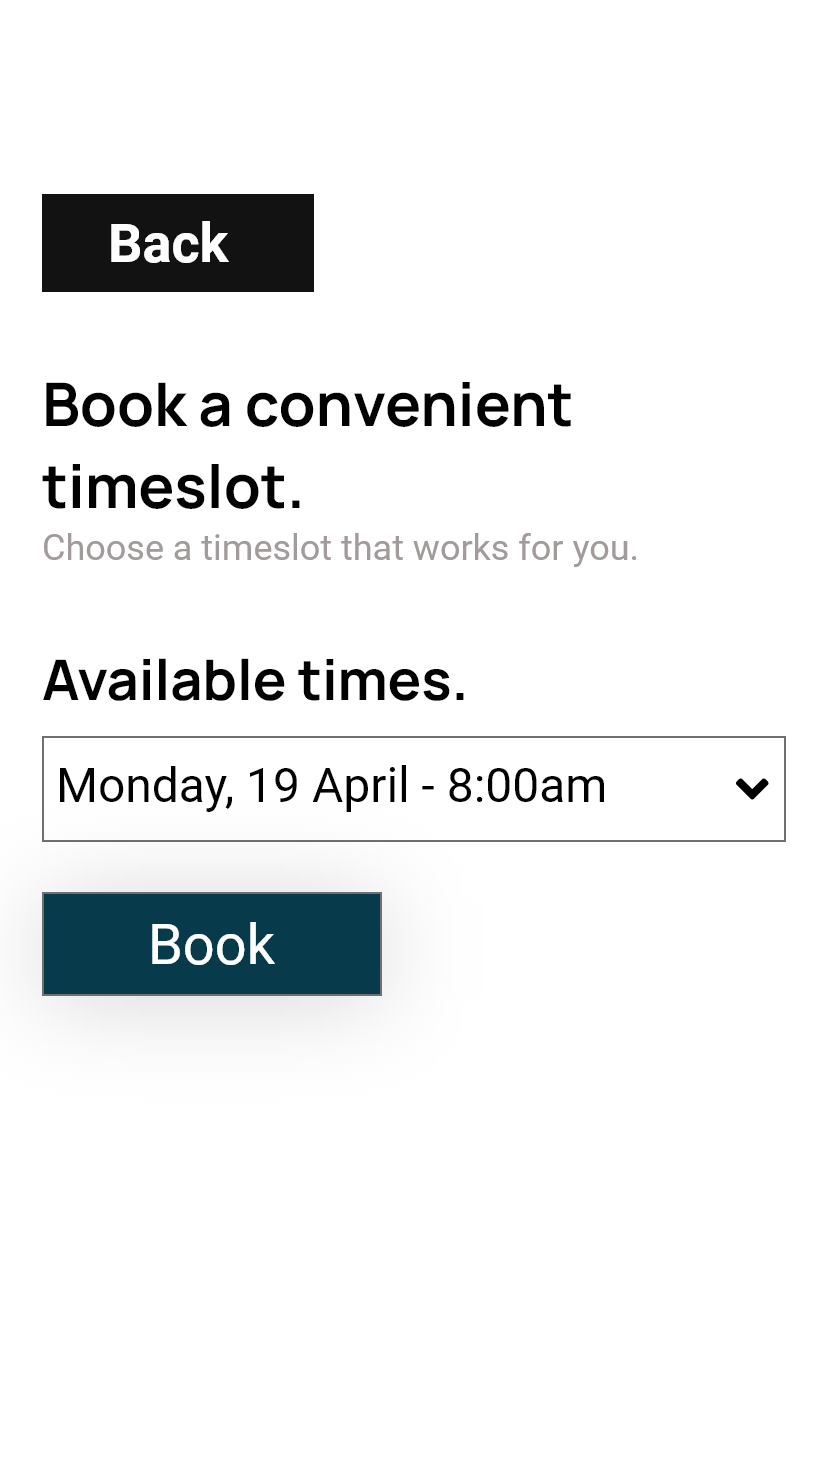 Back
Book a convenient
timeslot.
Choose a timeslot that works for you.
Available times.
Monday, 19 April - 8:00am
Book